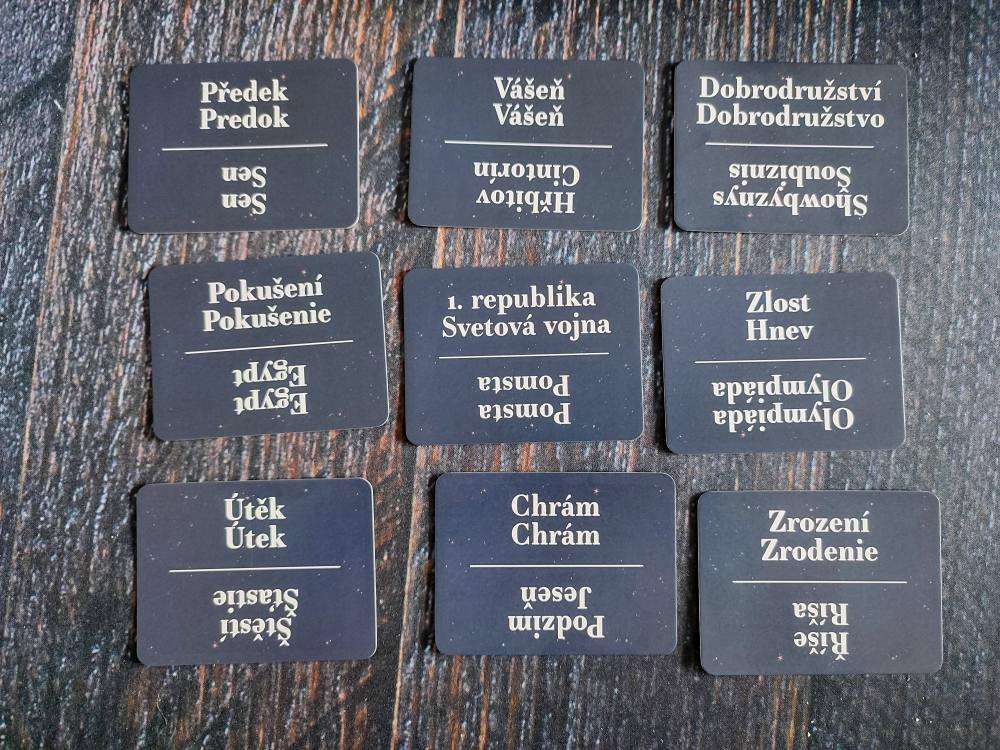 Předek
Predok
Sen
Sen
Vášeň
Vášeň
Hřbitov
Cintorín
Dobrodružství
Dobrodružstvo
Showbyznys
Šoubiznis
Pokušení
Pokušenie
Egypt
Egypt
1. republika
Svetová vojna
Pomsta
Pomsta
Zlost
Hnev
Olympiáda
Olympiáda
Útěk
Útek
Štěstí
Šťastie
Chrám
Chrám
Podzim
Jeseň
Zrození
Zrodenie
Říše
Ríša